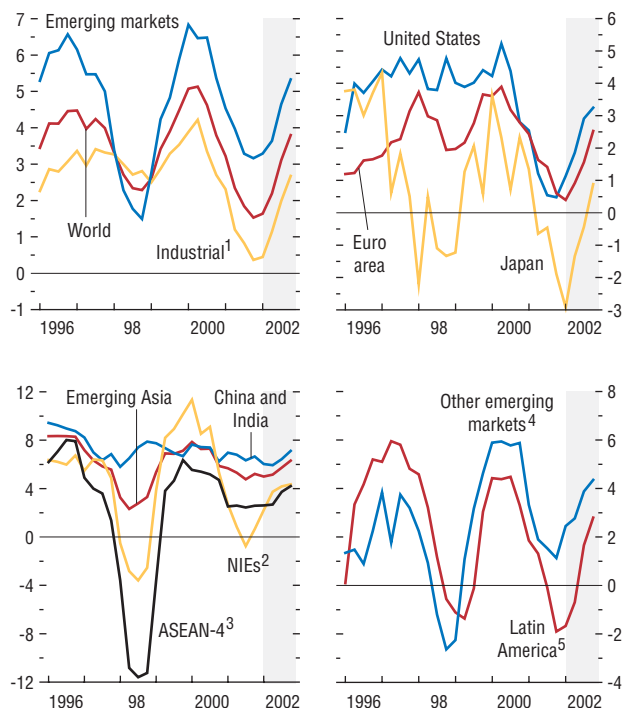 7
6
5
4
3
2
1
0
-1
Emerging markets
World
Industrial1
1996 98 2000 2002
6
5
4
3
2
1
0
-1
-2
-3
United States
Euro
area
Japan
1996 98 2000 2002
12
8
4
0
-4
-8
-12
Emerging Asia
China and
India
NIEs2
ASEAN-43
1996 98 2000 2002
8
6
4
2
0
-2
-4
Other emerging
markets4
Latin
America5
1996 98 2000 2002